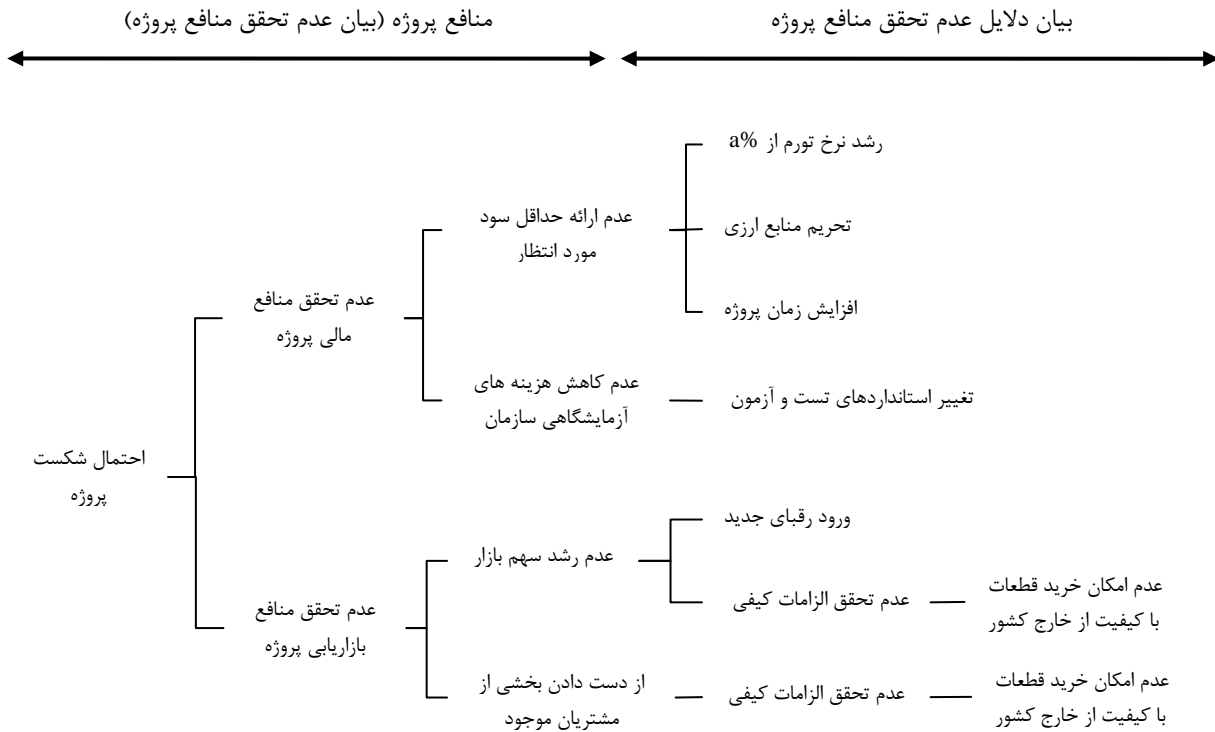 بیان دلایل عدم تحقق منافع پروژه
منافع پروژه (بیان عدم تحقق منافع پروژه)
احتمال شکست
پروژه
عدم تحقق منافع
مالی پروژه
عدم ارائه حداقل سود
مورد انتظار
رشد نرخ تورم از a%
تحریم منابع ارزی
افزایش زمان پروژه
عدم کاهش هزینه های
آزمایشگاهی سازمان
تغییر استانداردهای تست و آزمون
عدم تحقق منافع
بازاریابی پروژه
عدم رشد سهم بازار
ورود رقبای جدید
عدم تحقق الزامات کیفی
عدم امکان خرید قطعات
با کیفیت از خارج کشور
از دست دادن بخشی از
مشتریان موجود
عدم تحقق الزامات کیفی
عدم امکان خرید قطعات
با کیفیت از خارج کشور